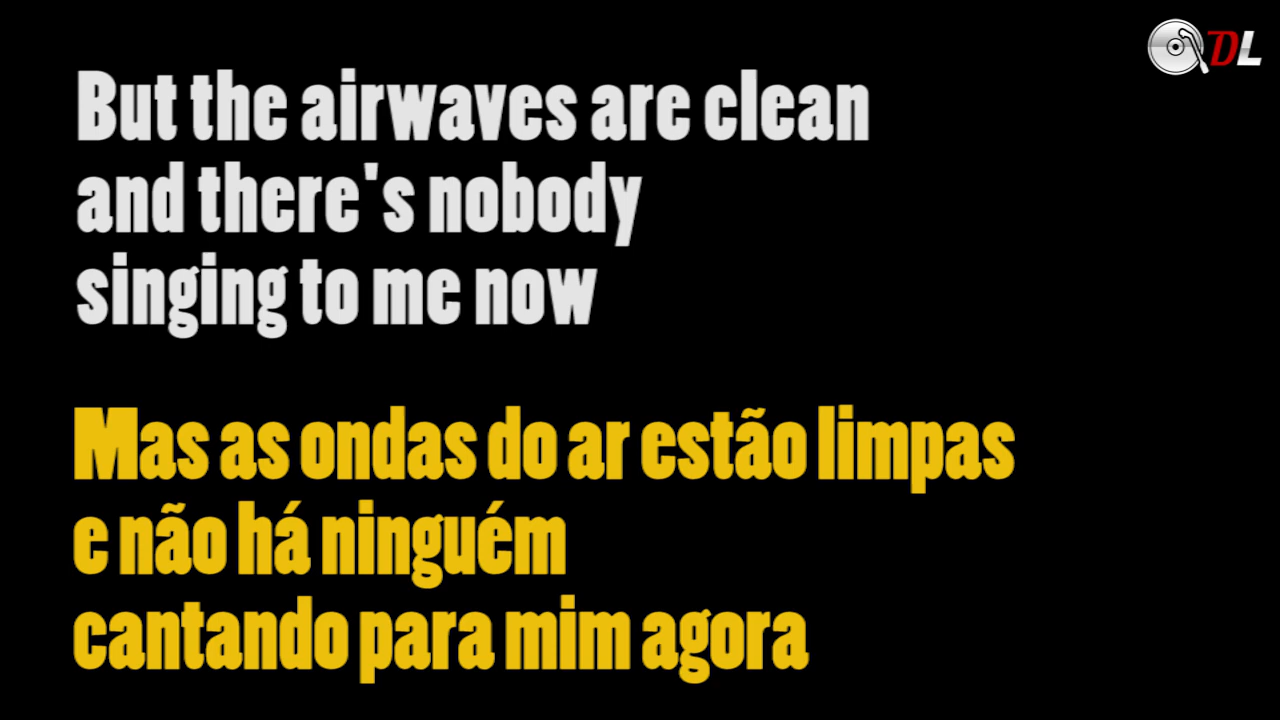 DL
But the airwaves are clean
and there's nobody
singing to me now
Mas as ondas do ar estão limpas
e não há ninguém
cantando para mim agora